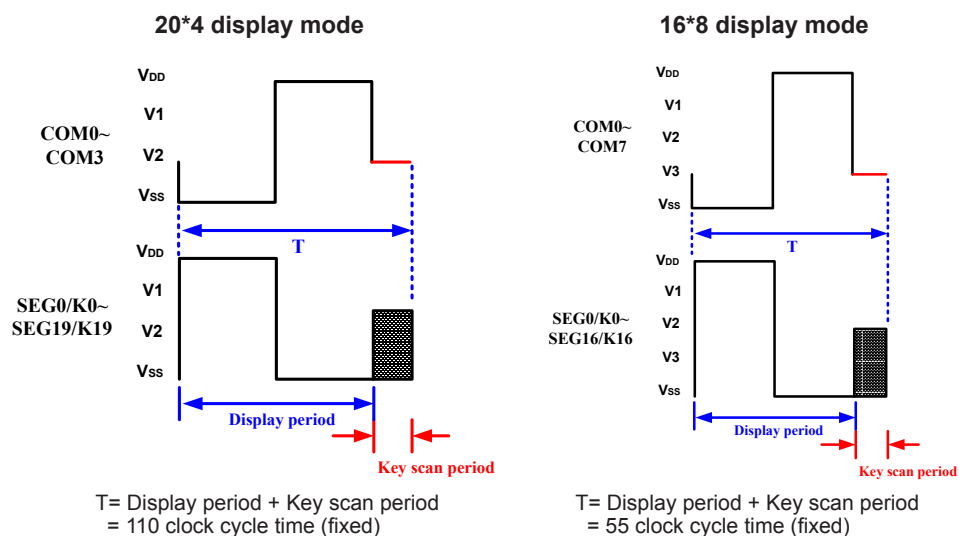 20*4 display mode
VDD
V1
COM0~
COM3
V2
VSS
T
VDD
V1
SEG0/K0~
SEG19/K19
V2
VSS
Display period
Key scan period
T= Display period + Key scan period
= 110 clock cycle time (fixed)
16*8 display mode
VDD
V1
COM0~
COM7
V2
V3
VSS
T
VDD
V1
SEG0/K0~
SEG16/K16
V2
V3
VSS
Display period
Key scan period
T= Display period + Key scan period
= 55 clock cycle time (fixed)